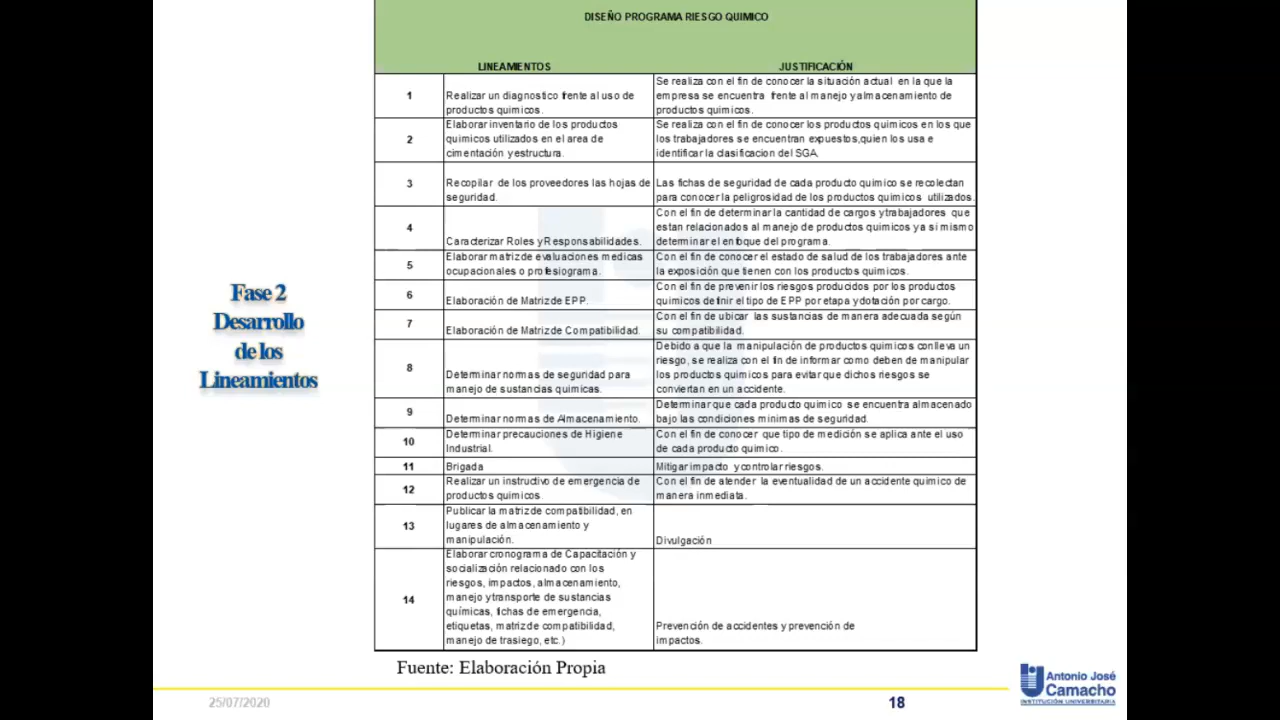 DISEÑO PROGRAMA RIESGO QUIMICO
LINEAMIENTOS
JUSTIFICACIÓN
1
Realizar un diagnostico frente al uso de
productos quimicos.
Se realiza con el fin de conocer la situación actual en la que la
empresa se encuentra frente al manejo y almacenamiento de
productos quimicos.
2
Elaborar inventario de los productos
quimicos utilizados en el area de
cimentación y estructura.
Se realiza con el fin de conocer los productos quimicos en los que
los trabajadores se encuentran expuestos,quien los usa e
identificar la clasificacion del SGA.
3
Recopilar de los proveedores las hojas de
seguridad.
Las fichas de seguridad de cada producto quimico se recolectan
para conocer la peligrosidad de los productos quimicos utilizados.
4
Caracterizar Roles y Responsabilidades.
Con el fin de determinar la cantidad de cargos y trabajadores que
estan relacionados al manejo de productos quimicos y a si mismo
determinar el enfoque del programa.
5
Elaborar matriz de evaluaciones medicas
ocupacionales o profesiograma.
Con el fin de conocer el estado de salud de los trabajadores ante
la exposición que tienen con los productos quimicos.
6
Elaboración de Matriz de EPP.
Con el fin de prevenir los riesgos producidos por los productos
quimicos definir el tipo de EPP por etapa y dotación por cargo.
7
Elaboración de Matriz de Compatibilidad.
Con el fin de ubicar las sustancias de manera adecuada según
su compatibilidad.
8
Determinar normas de seguridad para
manejo de sustancias quimicas.
Debido a que la manipulación de productos quimicos conlleva un
riesgo, se realiza con el fin de informar como deben de manipular
los productos quimicos para evitar que dichos riesgos se
conviertan en un accidente.
9
Determinar normas de Almacenamiento.
Determinar que cada producto quimico se encuentra almacenado
bajo las condiciones minimas de seguridad.
10
Determinar precauciones de Higiene
Industrial.
Con el fin de conocer que tipo de medición se aplica ante el uso
de cada producto quimico.
11
Brigada
Mitigar impacto y controlar riesgos.
12
Realizar un instructivo de emergencia de
productos quimicos.
Con el fin de atender la eventualidad de un accidente quimico de
manera inmediata.
13
Publicar la matriz de compatibilidad, en
lugares de almacenamiento y
manipulación.
Divulgación
14
Elaborar cronograma de Capacitación y
socialización relacionado con los
riesgos, impactos, almacenamiento,
manejo y transporte de sustancias
químicas, fichas de emergencia,
etiquetas, matriz de compatibilidad,
manejo de trasiego, etc.)
Prevención de accidentes y prevención de
impactos.
Fase 2
Desarrollo
de los
Lineamientos
Fuente: Elaboración Propia
25/07/2020
18
Antonio José
Camacho
INSTITUCIÓN UNIVERSITARIA